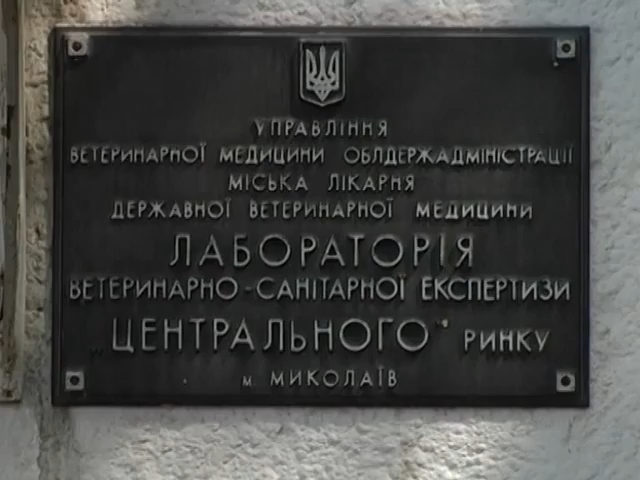 УПРАВЛІННЯ
ВЕТЕРИНАРНОЇ МЕДИЦИНИ ОБЛДЕРЖАДМІНІСТРАЦІЇ
МІСЬКА ЛІКАРНЯ
ДЕРЖАВНОЇ ВЕТЕРИНАРНОЇ МЕДИЦИНИ
ЛАБОРАТОРІЯ
ВЕТЕРИНАРНО-САНІТАРНОЇ ЕКСПЕРТИЗИ
„ЦЕНТРАЛЬНОГО" РИНКУ
м. МИКОЛАЇВ